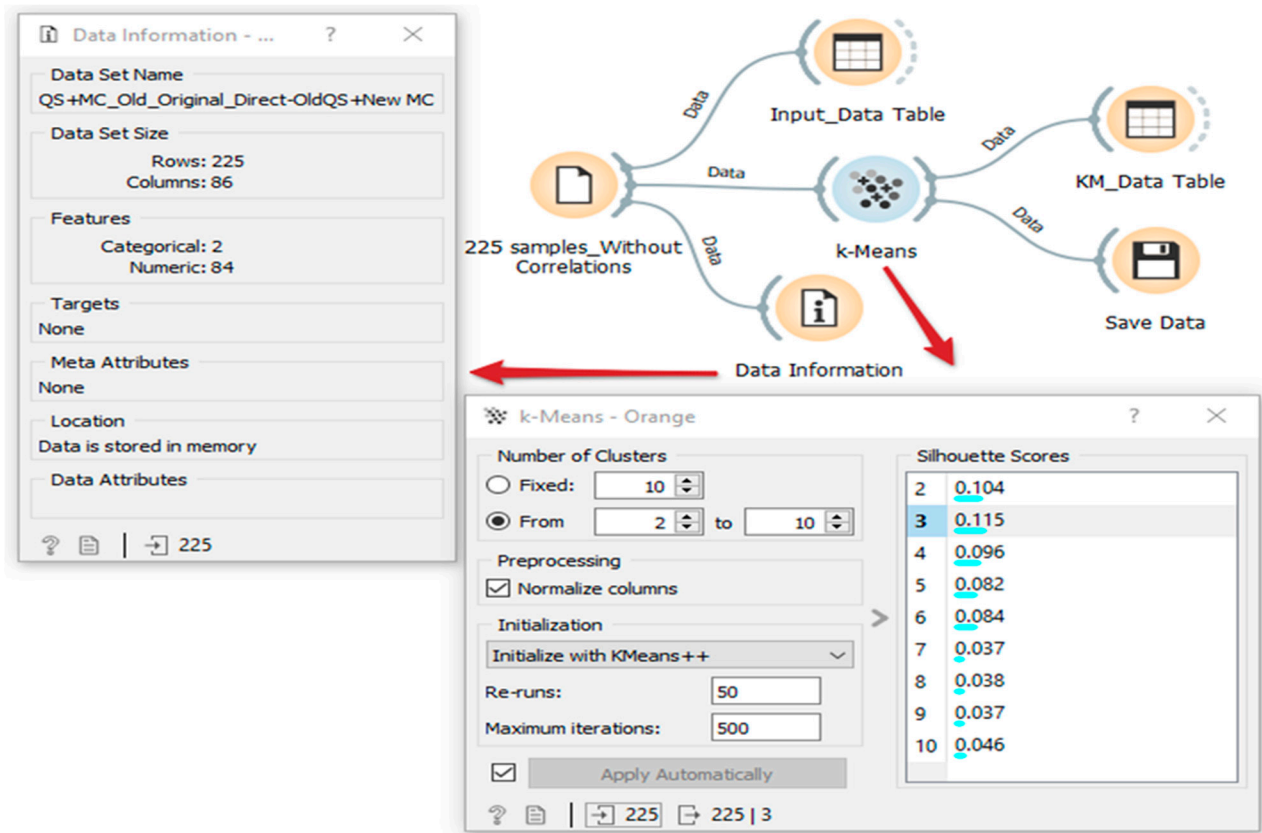 Data Information - ...
?
Data Set Name
QS+MC_Old_Original_Direct-OldQS+New MC
Data Set Size
Rows: 225
Columns: 86
Features
Categorical: 2
Numeric: 84
Targets
None
Meta Attributes
None
Location
Data is stored in memory
Data Attributes
?
225
Data
Input_Data Table
Data
KM_Data Table
Data
225 samples_Without
Correlations
k-Means
Data
Data
Save Data
Data Information
k-Means - Orange
?
Number of Clusters
Fixed: 10
From 2 to 10
Preprocessing
Normalize columns
Initialization
Initialize with KMeans++
Re-runs: 50
Maximum iterations: 500
Apply Automatically
? 225 225 | 3
>
Silhouette Scores
2 0.104
3 0.115
4 0.096
5 0.082
6 0.084
7 0.037
8 0.038
9 0.037
10 0.046